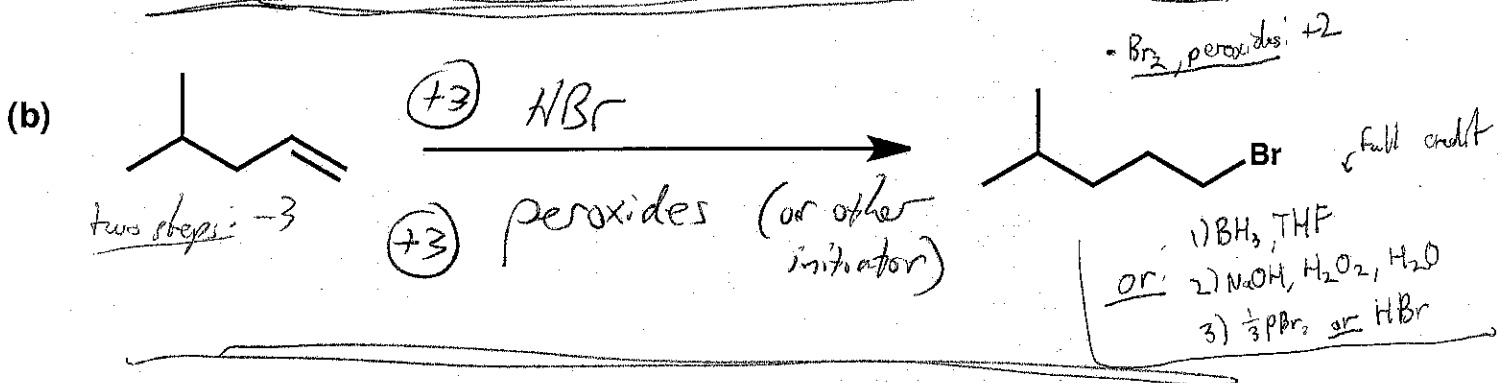 • Br₂, peroxides: +2
(b)
+3 HBr
Br
full credit
two steps: -3
+3 peroxides (or other
initiator)
or:
1) BH₃, THF
2) NaOH, H₂O₂, H₂O
3) ⅓ PBr₃ or HBr